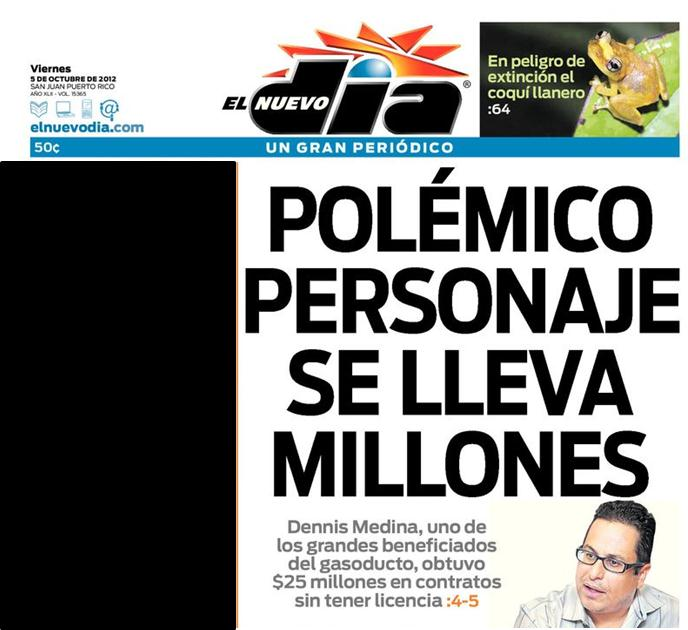 Viernes
5 DE OCTUBRE DE 2012
SAN JUAN PUERTO RICO
AÑO XLII - VOL. 15365
elnuevodia.com
50¢
EL NUEVO día®
UN GRAN PERIÓDICO
En peligro de
extinción el
coquí llanero
:64
POLÉMICO
PERSONAJE
SE LLEVA
MILLONES
Dennis Medina, uno de
los grandes beneficiados
del gasoducto, obtuvo
$25 millones en contratos
sin tener licencia :4-5